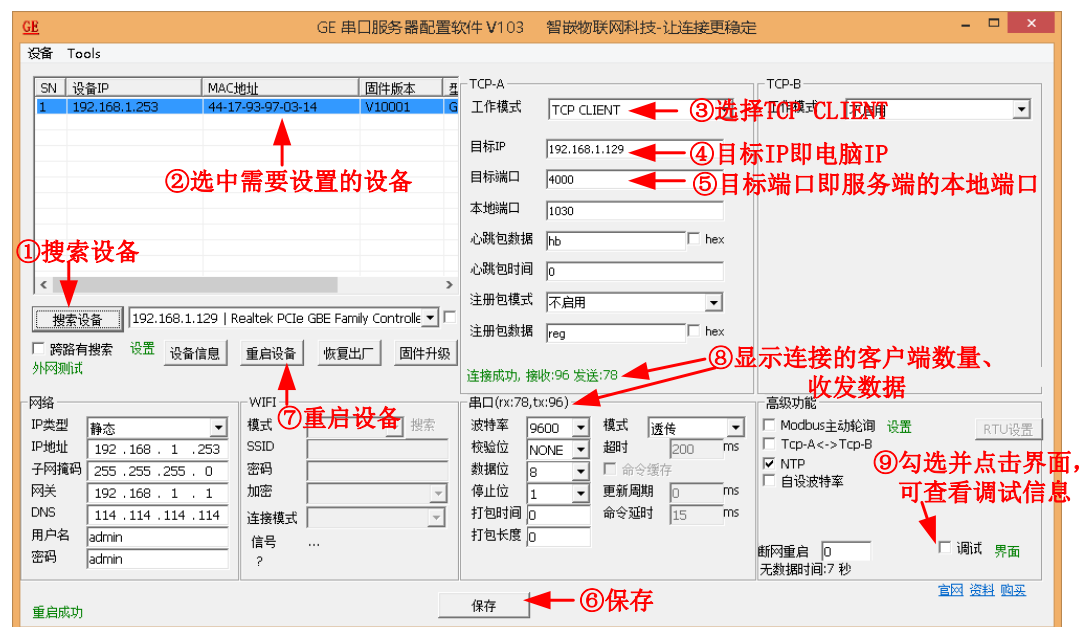 GE
GE 串口服务器配置软件 V103 智嵌物联网科技-让连接更稳定
设备 Tools
SN 设备IP MAC地址 固件版本 型
1 192.168.1.253 44-17-93-97-03-14 V10001 G
②选中需要设置的设备
①搜索设备
搜索设备 192.168.1.129 | Realtek PCIe GBE Family Controlle
跨路有搜索 设置 设备信息 重启设备 恢复出厂 固件升级
外网测试
⑦重启设备
TCP-A
工作模式 TCP CLIENT
③选择TCP CLIENT
目标IP 192.168.1.129
④目标IP即电脑IP
目标端口 4000
⑤目标端口即服务端的本地端口
本地端口 1030
心跳包数据 hb hex
心跳包时间 0
注册包模式 不启用
注册包数据 reg hex
连接成功, 接收:96 发送:78
⑧显示连接的客户端数量、
收发数据
TCP-B
工作模式
网络
IP类型 静态
IP地址 192 .168 . 1 .253
子网掩码 255 .255 .255 . 0
网关 192 .168 . 1 . 1
DNS 114 .114 .114 .114
用户名 admin
密码 admin
WIFI
模式 搜索
SSID
密码
加密
连接模式
信号 ...
?
串口(rx:78,tx:96)
波特率 9600 模式 透传
校验位 NONE 超时 200 ms
数据位 8 命令缓存
停止位 1 更新周期 0 ms
打包时间 0 命令延时 15 ms
打包长度 0
高级功能
Modbus主动轮询 设置 RTU设置
Tcp-A<->Tcp-B
NTP
自设波特率
⑨勾选并点击界面,
可查看调试信息
断网重启 0 调试 界面
无数据时间:7 秒
官网 资料 购买
重启成功
保存
⑥保存